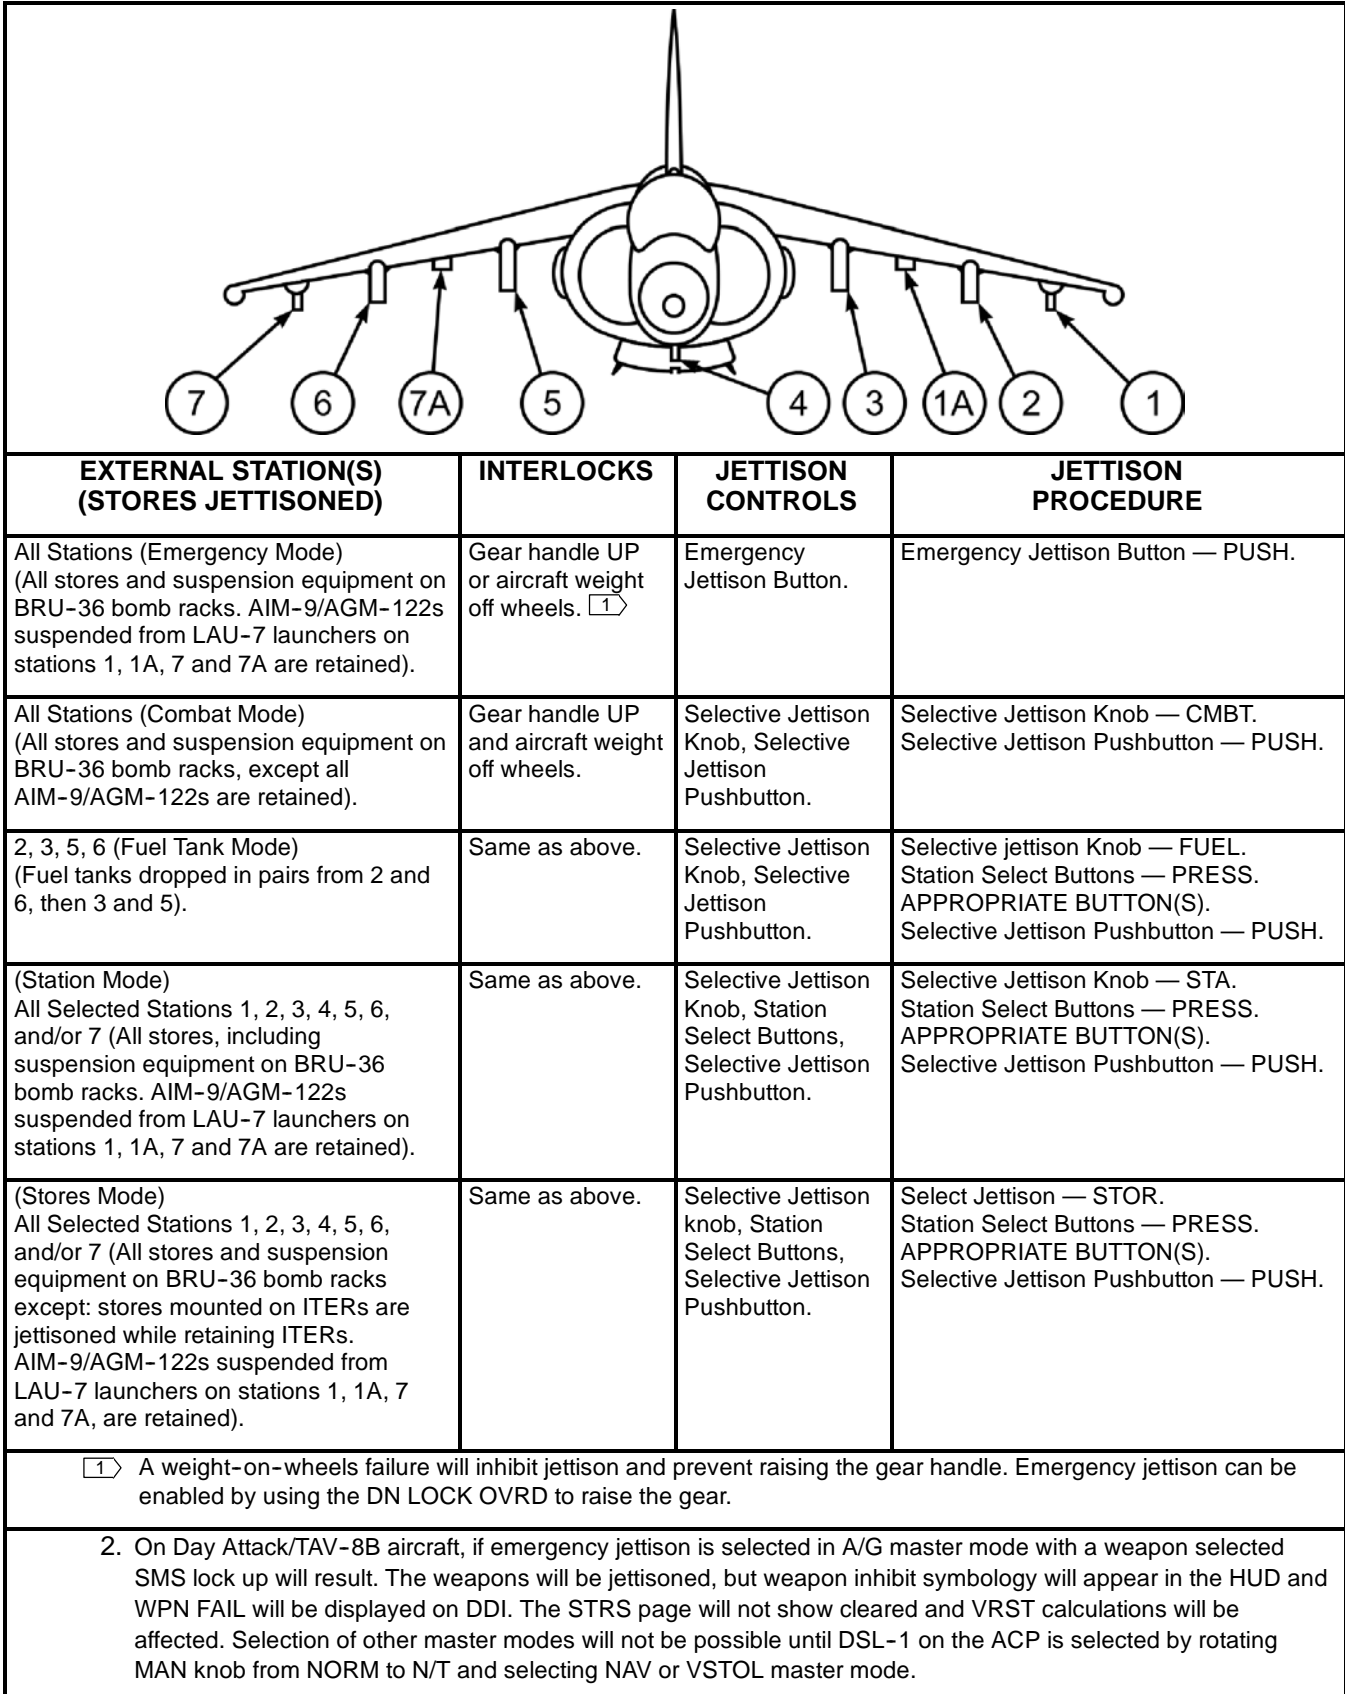 7
6
7A
5
4
3
1A
2
1
EXTERNAL STATION(S)
(STORES JETTISONED)
INTERLOCKS
JETTISON
CONTROLS
JETTISON
PROCEDURE
All Stations (Emergency Mode)
(All stores and suspension equipment on
BRU-36 bomb racks. AIM-9/AGM-122s
suspended from LAU-7 launchers on
stations 1, 1A, 7 and 7A are retained).
Gear handle UP
or aircraft weight
off wheels. 1
Emergency
Jettison Button.
Emergency Jettison Button — PUSH.
All Stations (Combat Mode)
(All stores and suspension equipment on
BRU-36 bomb racks, except all
AIM-9/AGM-122s are retained).
Gear handle UP
and aircraft weight
off wheels.
Selective Jettison
Knob, Selective
Jettison
Pushbutton.
Selective Jettison Knob — CMBT.
Selective Jettison Pushbutton — PUSH.
2, 3, 5, 6 (Fuel Tank Mode)
(Fuel tanks dropped in pairs from 2 and
6, then 3 and 5).
Same as above.
Selective Jettison
Knob, Selective
Jettison
Pushbutton.
Selective jettison Knob — FUEL.
Station Select Buttons — PRESS.
APPROPRIATE BUTTON(S).
Selective Jettison Pushbutton — PUSH.
(Station Mode)
All Selected Stations 1, 2, 3, 4, 5, 6,
and/or 7 (All stores, including
suspension equipment on BRU-36
bomb racks. AIM-9/AGM-122s
suspended from LAU-7 launchers on
stations 1, 1A, 7 and 7A are retained).
Same as above.
Selective Jettison
Knob, Station
Select Buttons,
Selective Jettison
Pushbutton.
Selective Jettison Knob — STA.
Station Select Buttons — PRESS.
APPROPRIATE BUTTON(S).
Selective Jettison Pushbutton — PUSH.
(Stores Mode)
All Selected Stations 1, 2, 3, 4, 5, 6,
and/or 7 (All stores and suspension
equipment on BRU-36 bomb racks
except: stores mounted on ITERs are
jettisoned while retaining ITERs.
AIM-9/AGM-122s suspended from
LAU-7 launchers on stations 1, 1A, 7
and 7A, are retained).
Same as above.
Selective Jettison
knob, Station
Select Buttons,
Selective Jettison
Pushbutton.
Select Jettison — STOR.
Station Select Buttons — PRESS.
APPROPRIATE BUTTON(S).
Selective Jettison Pushbutton — PUSH.
1 A weight-on-wheels failure will inhibit jettison and prevent raising the gear handle. Emergency jettison can be
enabled by using the DN LOCK OVRD to raise the gear.
2. On Day Attack/TAV-8B aircraft, if emergency jettison is selected in A/G master mode with a weapon selected
SMS lock up will result. The weapons will be jettisoned, but weapon inhibit symbology will appear in the HUD and
WPN FAIL will be displayed on DDI. The STRS page will not show cleared and VRST calculations will be
affected. Selection of other master modes will not be possible until DSL-1 on the ACP is selected by rotating
MAN knob from NORM to N/T and selecting NAV or VSTOL master mode.